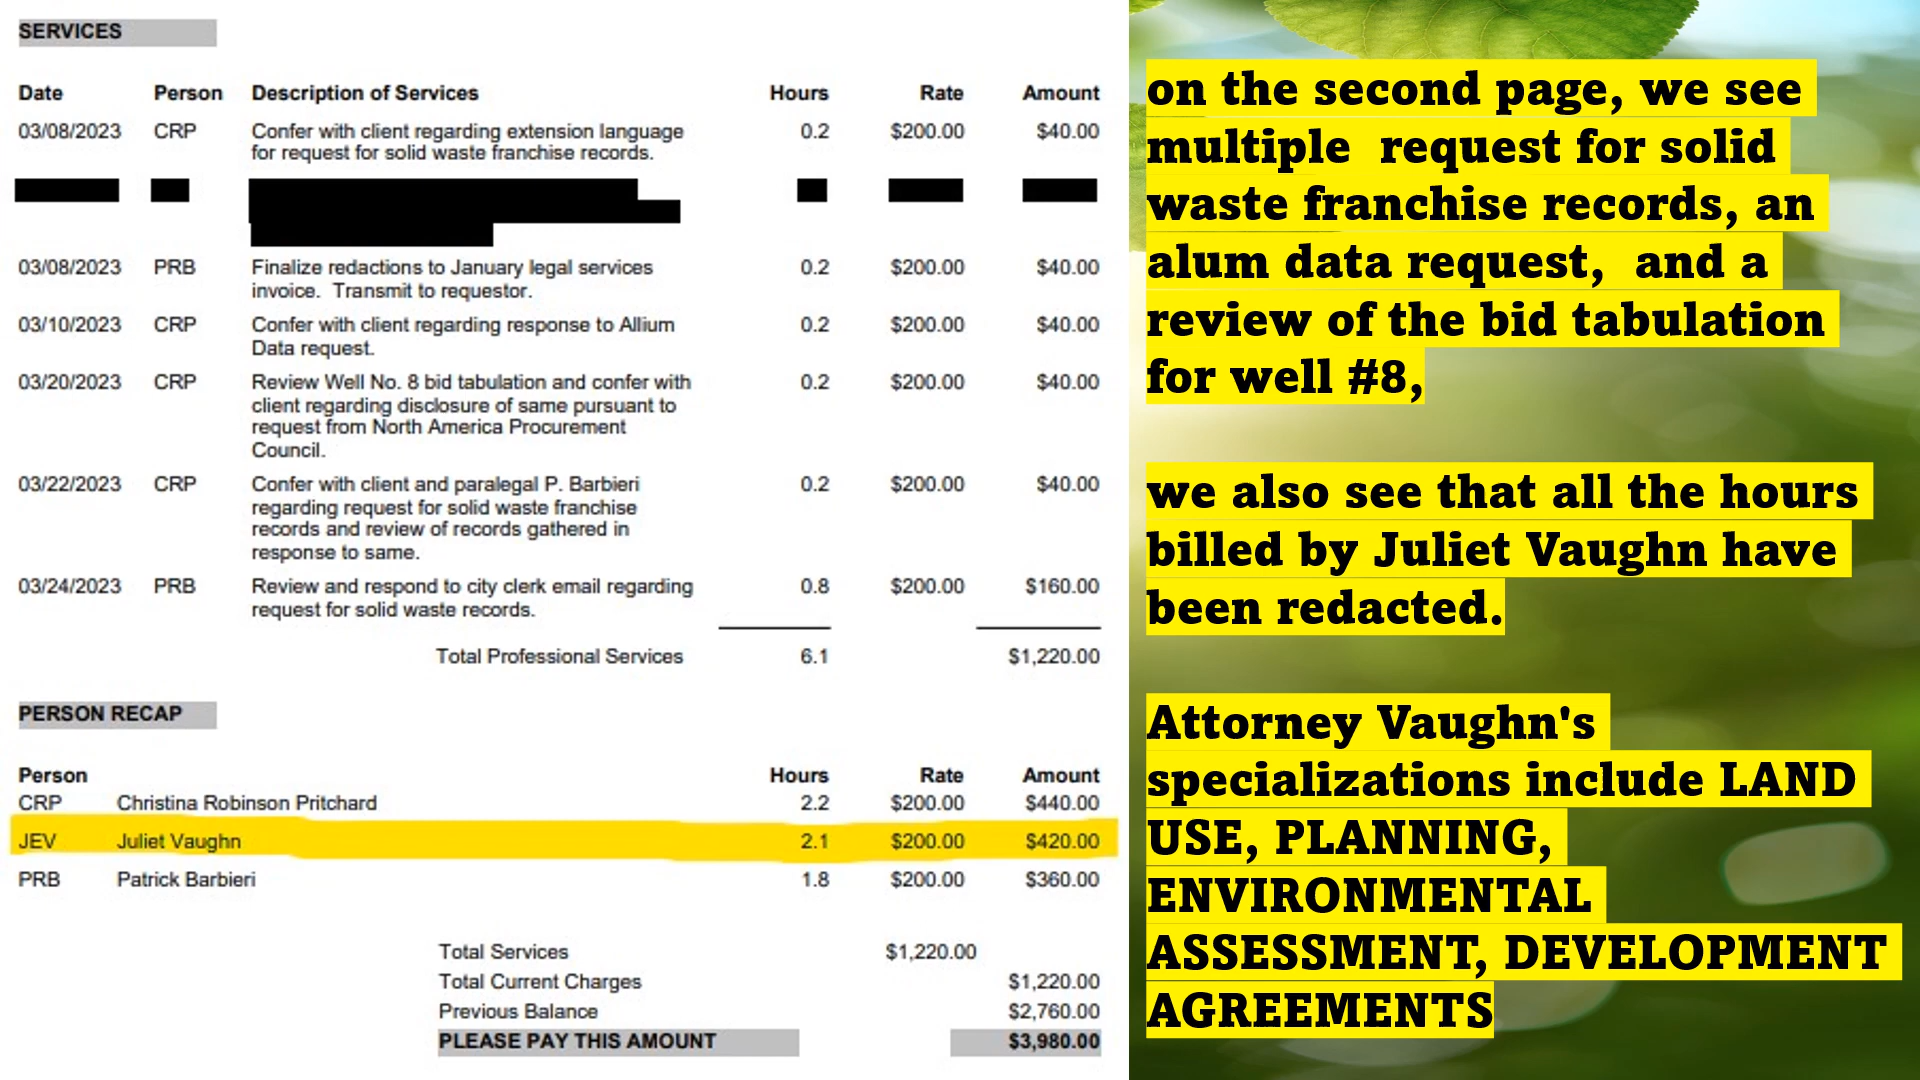 SERVICES
Date Person Description of Services Hours Rate Amount
03/08/2023 CRP Confer with client regarding extension language 0.2 $200.00 $40.00
for request for solid waste franchise records.
03/08/2023 PRB Finalize redactions to January legal services 0.2 $200.00 $40.00
invoice. Transmit to requestor.
03/10/2023 CRP Confer with client regarding response to Allium 0.2 $200.00 $40.00
Data request.
03/20/2023 CRP Review Well No. 8 bid tabulation and confer with 0.2 $200.00 $40.00
client regarding disclosure of same pursuant to
request from North America Procurement
Council.
03/22/2023 CRP Confer with client and paralegal P. Barbieri 0.2 $200.00 $40.00
regarding request for solid waste franchise
records and review of records gathered in
response to same.
03/24/2023 PRB Review and respond to city clerk email regarding 0.8 $200.00 $160.00
request for solid waste records.
Total Professional Services 6.1 $1,220.00
PERSON RECAP
Person Hours Rate Amount
CRP Christina Robinson Pritchard 2.2 $200.00 $440.00
JEV Juliet Vaughn 2.1 $200.00 $420.00
PRB Patrick Barbieri 1.8 $200.00 $360.00
Total Services $1,220.00
Total Current Charges $1,220.00
Previous Balance $2,760.00
PLEASE PAY THIS AMOUNT $3,980.00
on the second page, we see
multiple request for solid
waste franchise records, an
alum data request, and a
review of the bid tabulation
for well #8,
we also see that all the hours
billed by Juliet Vaughn have
been redacted.
Attorney Vaughn's
specializations include LAND
USE, PLANNING,
ENVIRONMENTAL
ASSESSMENT, DEVELOPMENT
AGREEMENTS